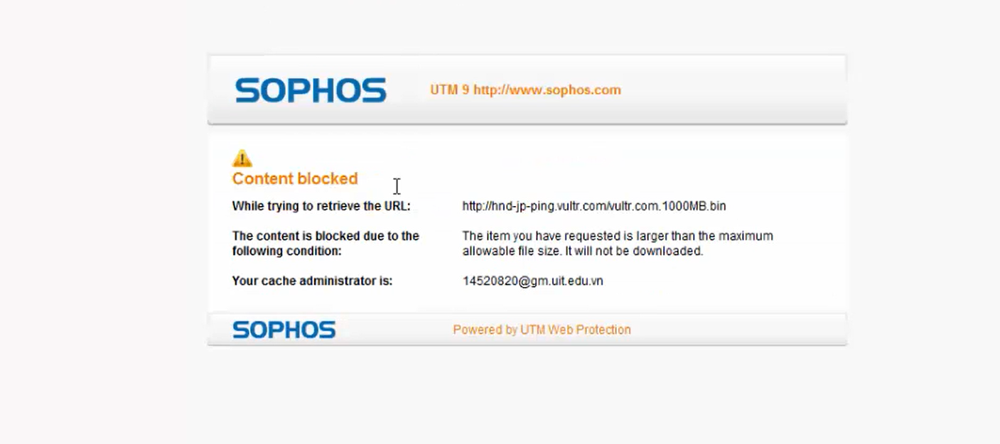 SOPHOS UTM 9 http://www.sophos.com
Content blocked
While trying to retrieve the URL: http://hnd-jp-ping.vultr.com/vultr.com.1000MB.bin
The content is blocked due to the The item you have requested is larger than the maximum
following condition: allowable file size. It will not be downloaded.
Your cache administrator is: 14520820@gm.uit.edu.vn
SOPHOS Powered by UTM Web Protection